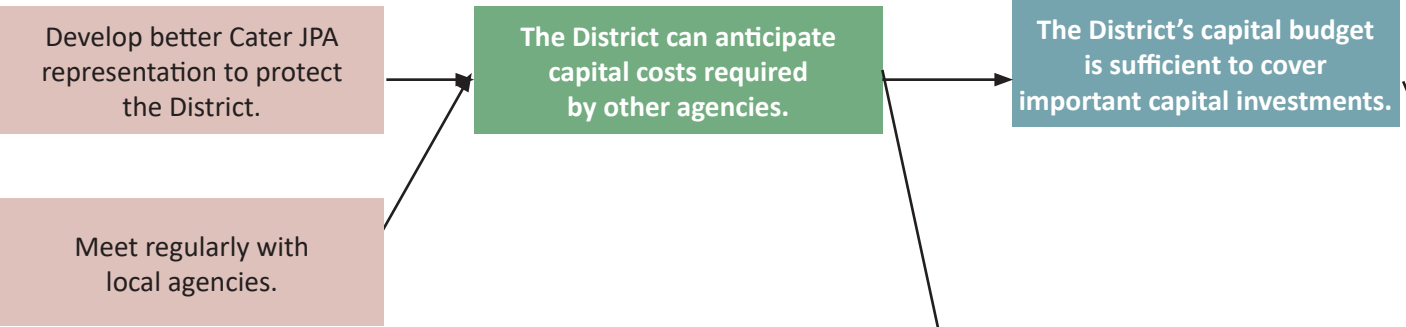 Develop better Cater JPA
representation to protect
the District.
The District can anticipate
capital costs required
by other agencies.
The District’s capital budget
is sufficient to cover
important capital investments.
Meet regularly with
local agencies.